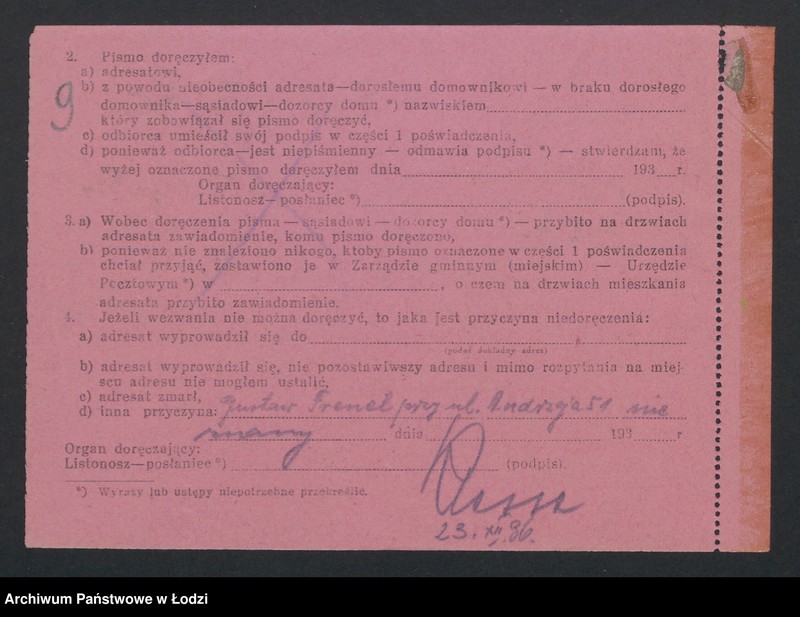 2. Pismo doręczyłem:
a) adresatowi,
b) z powodu nieobecności adresata—dorosłemu domownikowi — w braku dorosłego
9
domownika—sąsiadowi—dozorcy domu *) nazwiskiem
który zobowiązał się pismo doręczyć,
c) odbiorca umieścił swój podpis w części 1 poświadczenia,
d) ponieważ odbiorca—jest niepiśmienny — odmawia podpisu *) — stwierdzam, że
wyżej oznaczone pismo doręczyłem dnia 193 r.
Organ doręczający:
Listonosz—posłaniec *) (podpis).
3. a) Wobec doręczenia pisma — sąsiadowi — dozorcy domu *) — przybito na drzwiach
adresata zawiadomienie, komu pismo doręczono,
b) ponieważ nie znaleziono nikogo, ktoby pismo oznaczone w części 1 poświadczenia
chciał przyjąć, zostawiono je w Zarządzie gminnym (miejskim) — Urzędzie
Pocztowym *) w , o czem na drzwiach mieszkania
adresata przybito zawiadomienie.
4. Jeżeli wezwania nie można doręczyć, to jaka jest przyczyna niedoręczenia:
a) adresat wyprowadził się do
(podać dokładny adres)
b) adresat wyprowadził się, nie pozostawiwszy adresu i mimo rozpytania na miej-
scu adresu nie mogłem ustalić,
c) adresat zmarł,
d) inna przyczyna: Gustaw Frenel przy ul. Andrzeja 51 nie
znany dnia 193 r
Organ doręczający:
Listonosz—posłaniec *) (podpis).
*) Wyrazy lub ustępy niepotrzebne przekreślić.
23. XII. 36.
Archiwum Państwowe w Łodzi